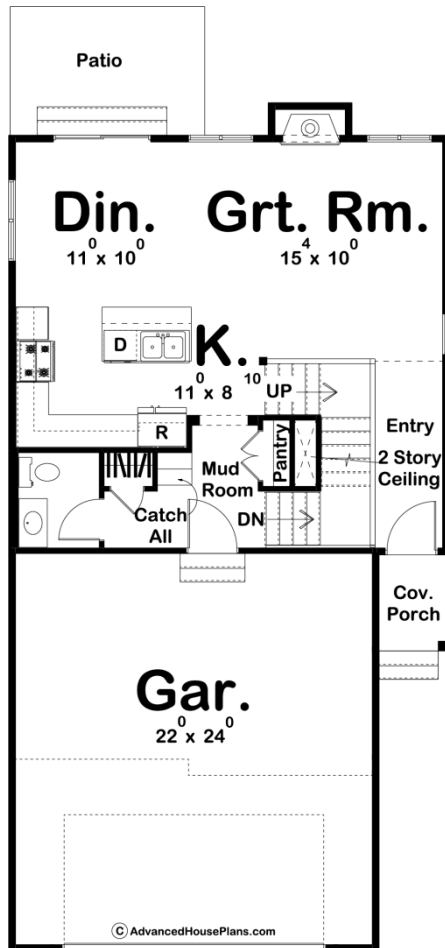 Patio
Din.
11⁰ x 10⁰
Grt. Rm.
15⁴ x 10⁰
D
K.
11⁰ x 8¹⁰
UP
R
Entry
2 Story
Ceiling
Pantry
Mud
Room
Catch
All
DN
Cov.
Porch
Gar.
22⁰ x 24⁰
© AdvancedHousePlans.com